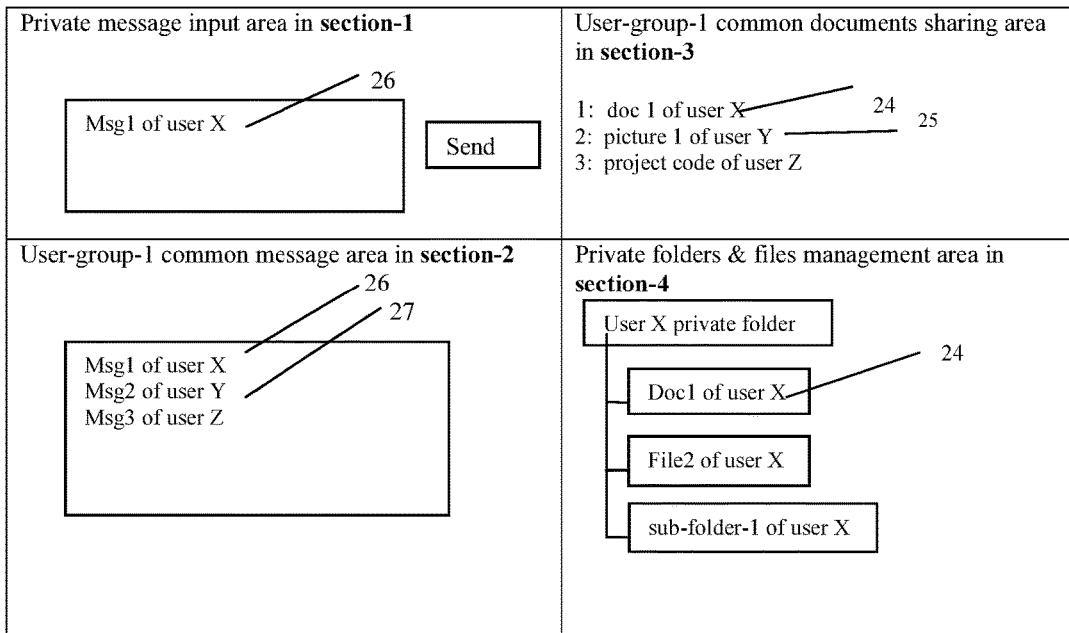 Private message input area in section-1
26
Msg1 of user X
Send
User-group-1 common documents sharing area
in section-3
1: doc 1 of user X
24
2: picture 1 of user Y
25
3: project code of user Z
User-group-1 common message area in section-2
26
27
Msg1 of user X
Msg2 of user Y
Msg3 of user Z
Private folders & files management area in
section-4
User X private folder
24
Doc1 of user X
File2 of user X
sub-folder-1 of user X